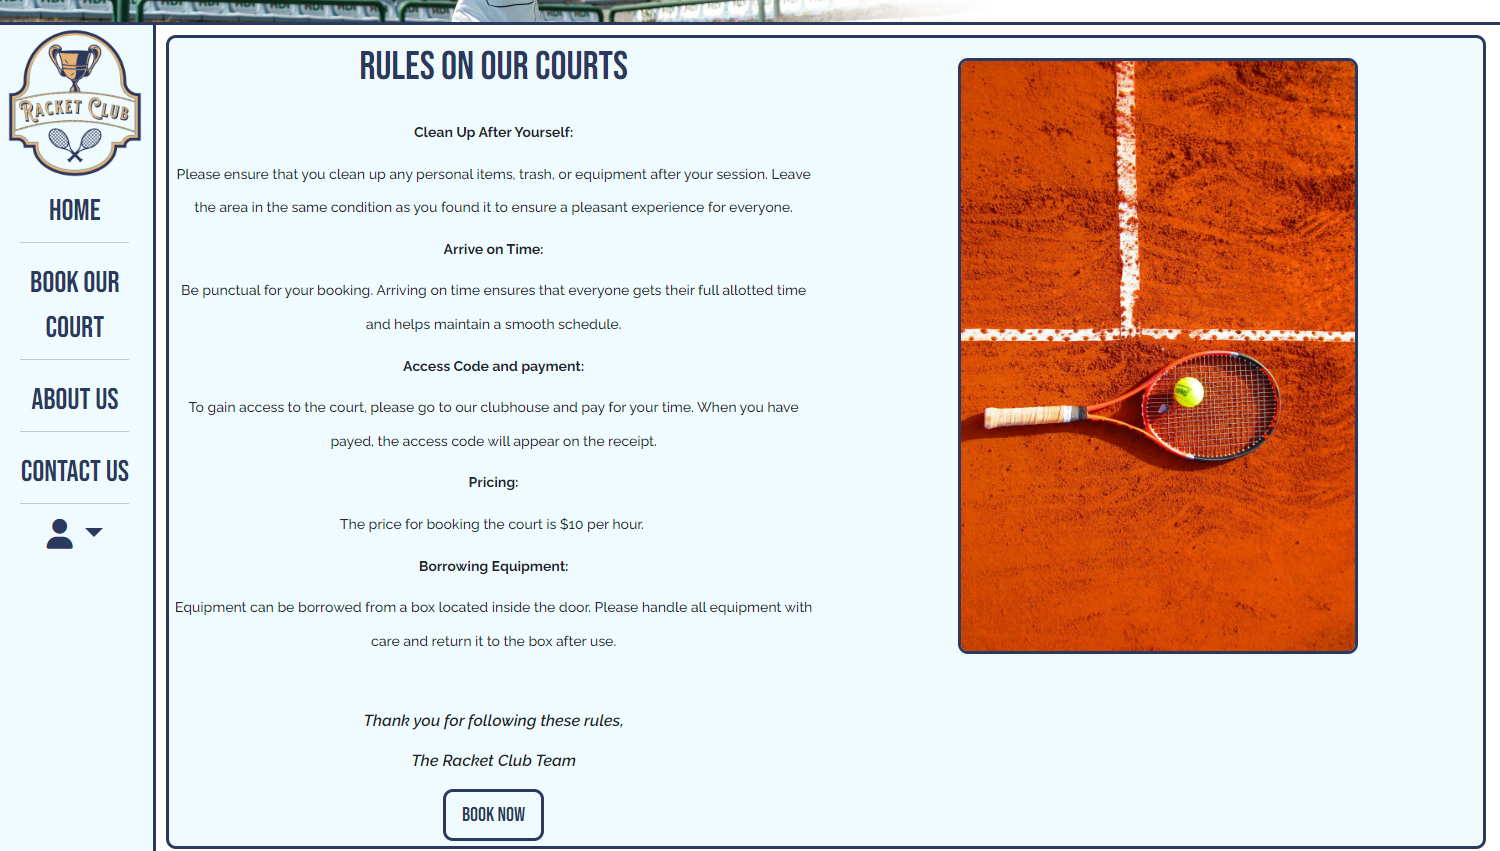 RACKET CLUB
HOME
BOOK OUR
COURT
ABOUT US
CONTACT US
RULES ON OUR COURTS
Clean Up After Yourself:
Please ensure that you clean up any personal items, trash, or equipment after your session. Leave
the area in the same condition as you found it to ensure a pleasant experience for everyone.
Arrive on Time:
Be punctual for your booking. Arriving on time ensures that everyone gets their full allotted time
and helps maintain a smooth schedule.
Access Code and payment:
To gain access to the court, please go to our clubhouse and pay for your time. When you have
payed, the access code will appear on the receipt.
Pricing:
The price for booking the court is $10 per hour.
Borrowing Equipment:
Equipment can be borrowed from a box located inside the door. Please handle all equipment with
care and return it to the box after use.
Thank you for following these rules,
The Racket Club Team
BOOK NOW